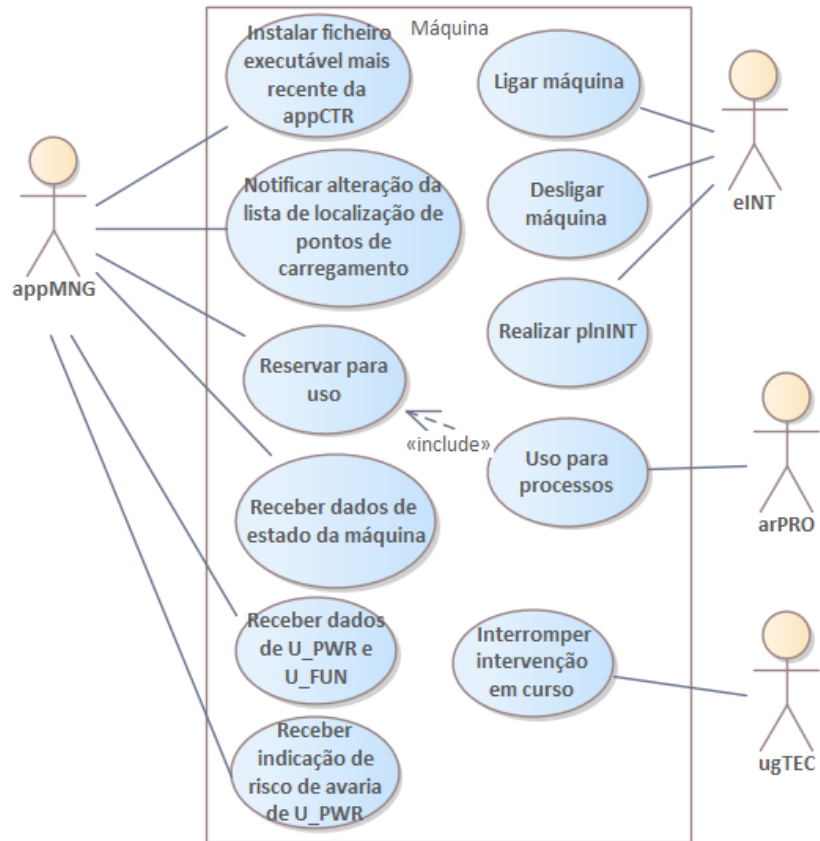 Máquina
Instalar ficheiro
executável mais
recente da
appCTR
Ligar máquina
Notificar alteração da
lista de localização de
pontos de
carregamento
Desligar
máquina
eINT
appMNG
Realizar plnINT
Reservar para
uso
«include»
Uso para
processos
arPRO
Receber dados de
estado da máquina
Receber dados
de U_PWR e
U_FUN
Interromper
intervenção
em curso
ugTEC
Receber
indicação de
risco de avaria
de U_PWR